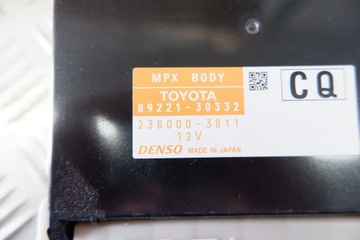 MPX BODY
TOYOTA
89221-30332
238000-3811
12V
DENSO MADE IN JAPAN
CQ